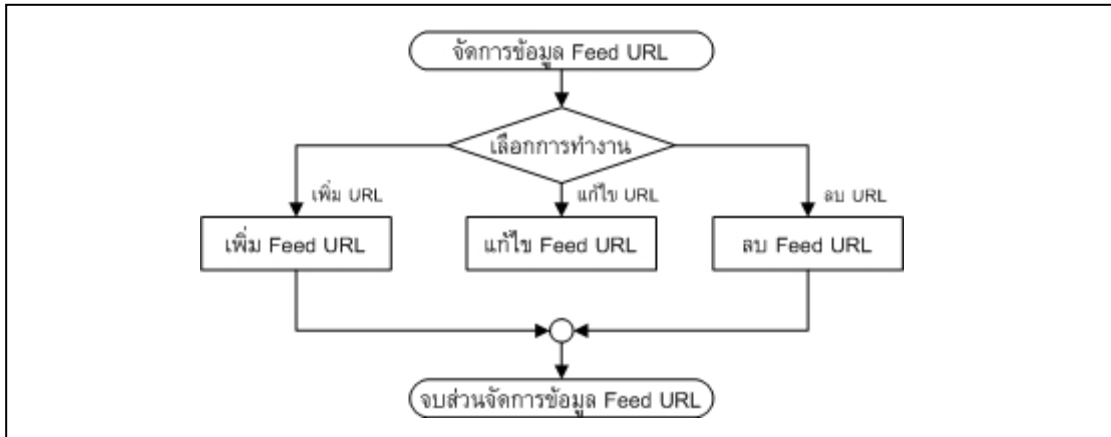 จัดการข้อมูล Feed URL
เลือกการทำงาน
เพิ่ม URL
แก้ไข URL
ลบ URL
เพิ่ม Feed URL
แก้ไข Feed URL
ลบ Feed URL
จบส่วนจัดการข้อมูล Feed URL